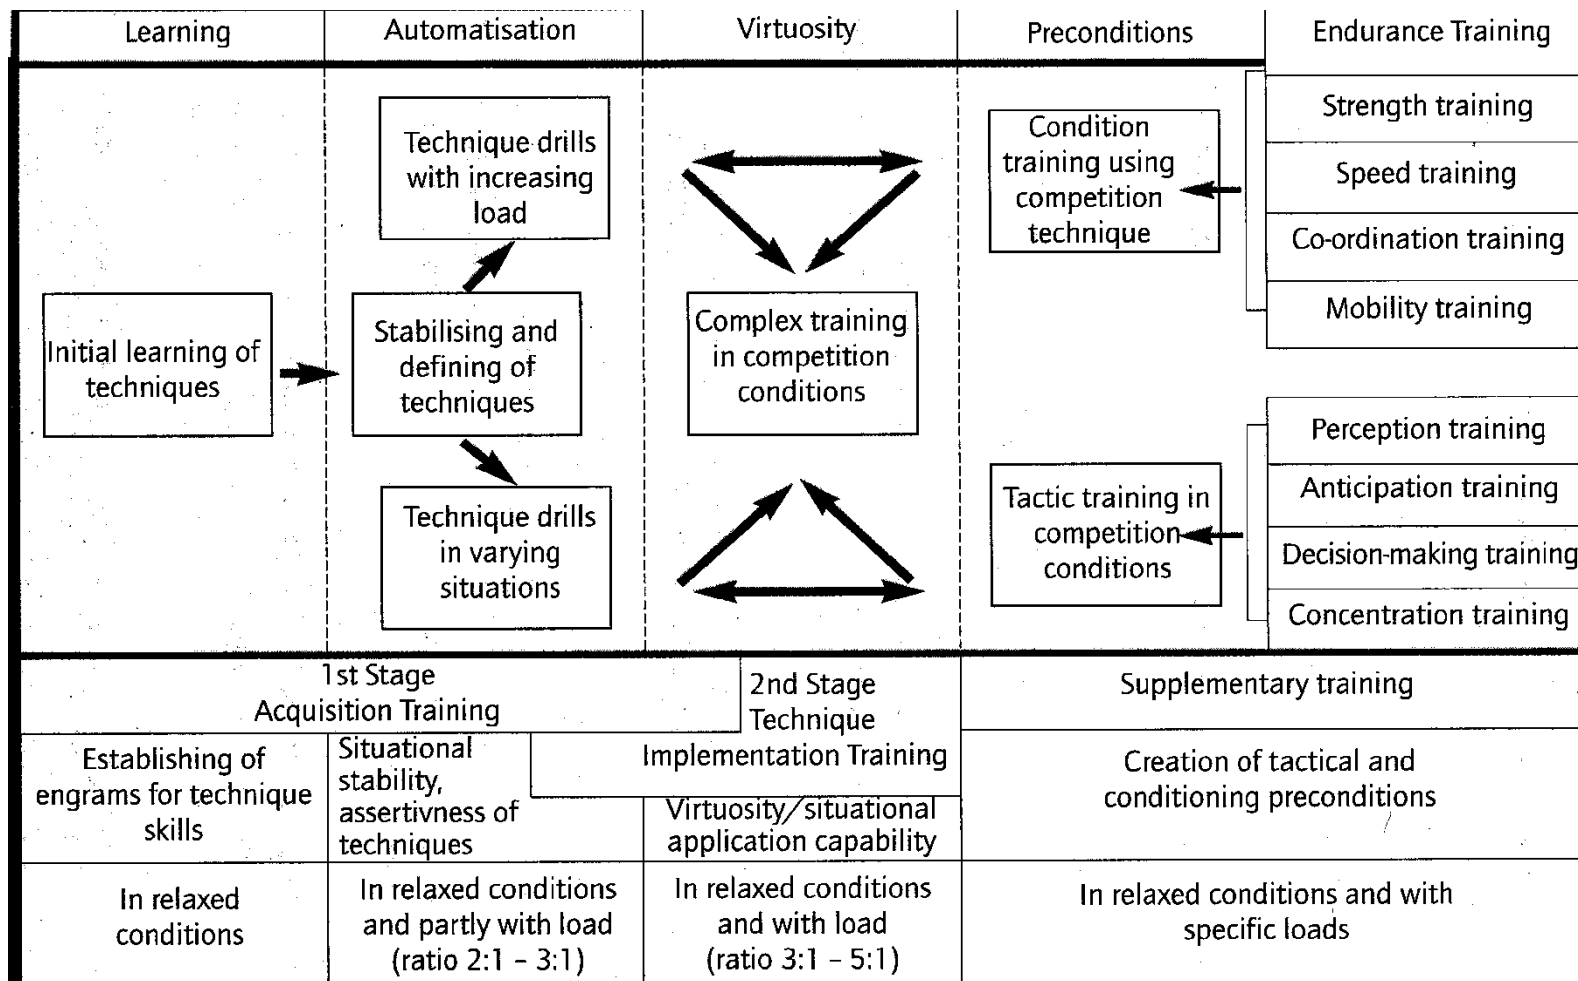 Learning
Automatisation
Virtuosity
Preconditions
Endurance Training
Strength training
Speed training
Co-ordination training
Mobility training
Technique drills
with increasing
load
Condition
training using
competition
technique
Initial learning of
techniques
Stabilising and
defining of
techniques
Complex training
in competition
conditions
Perception training
Anticipation training
Decision-making training
Concentration training
Technique drills
in varying
situations
Tactic training in
competition
conditions
1st Stage
Acquisition Training
2nd Stage
Technique
Implementation Training
Supplementary training
Establishing of
engrams for technique
skills
Situational
stability,
assertivness of
techniques
Virtuosity/situational
application capability
Creation of tactical and
conditioning preconditions
In relaxed
conditions
In relaxed conditions
and partly with load
(ratio 2:1 – 3:1)
In relaxed conditions
and with load
(ratio 3:1 – 5:1)
In relaxed conditions and with
specific loads